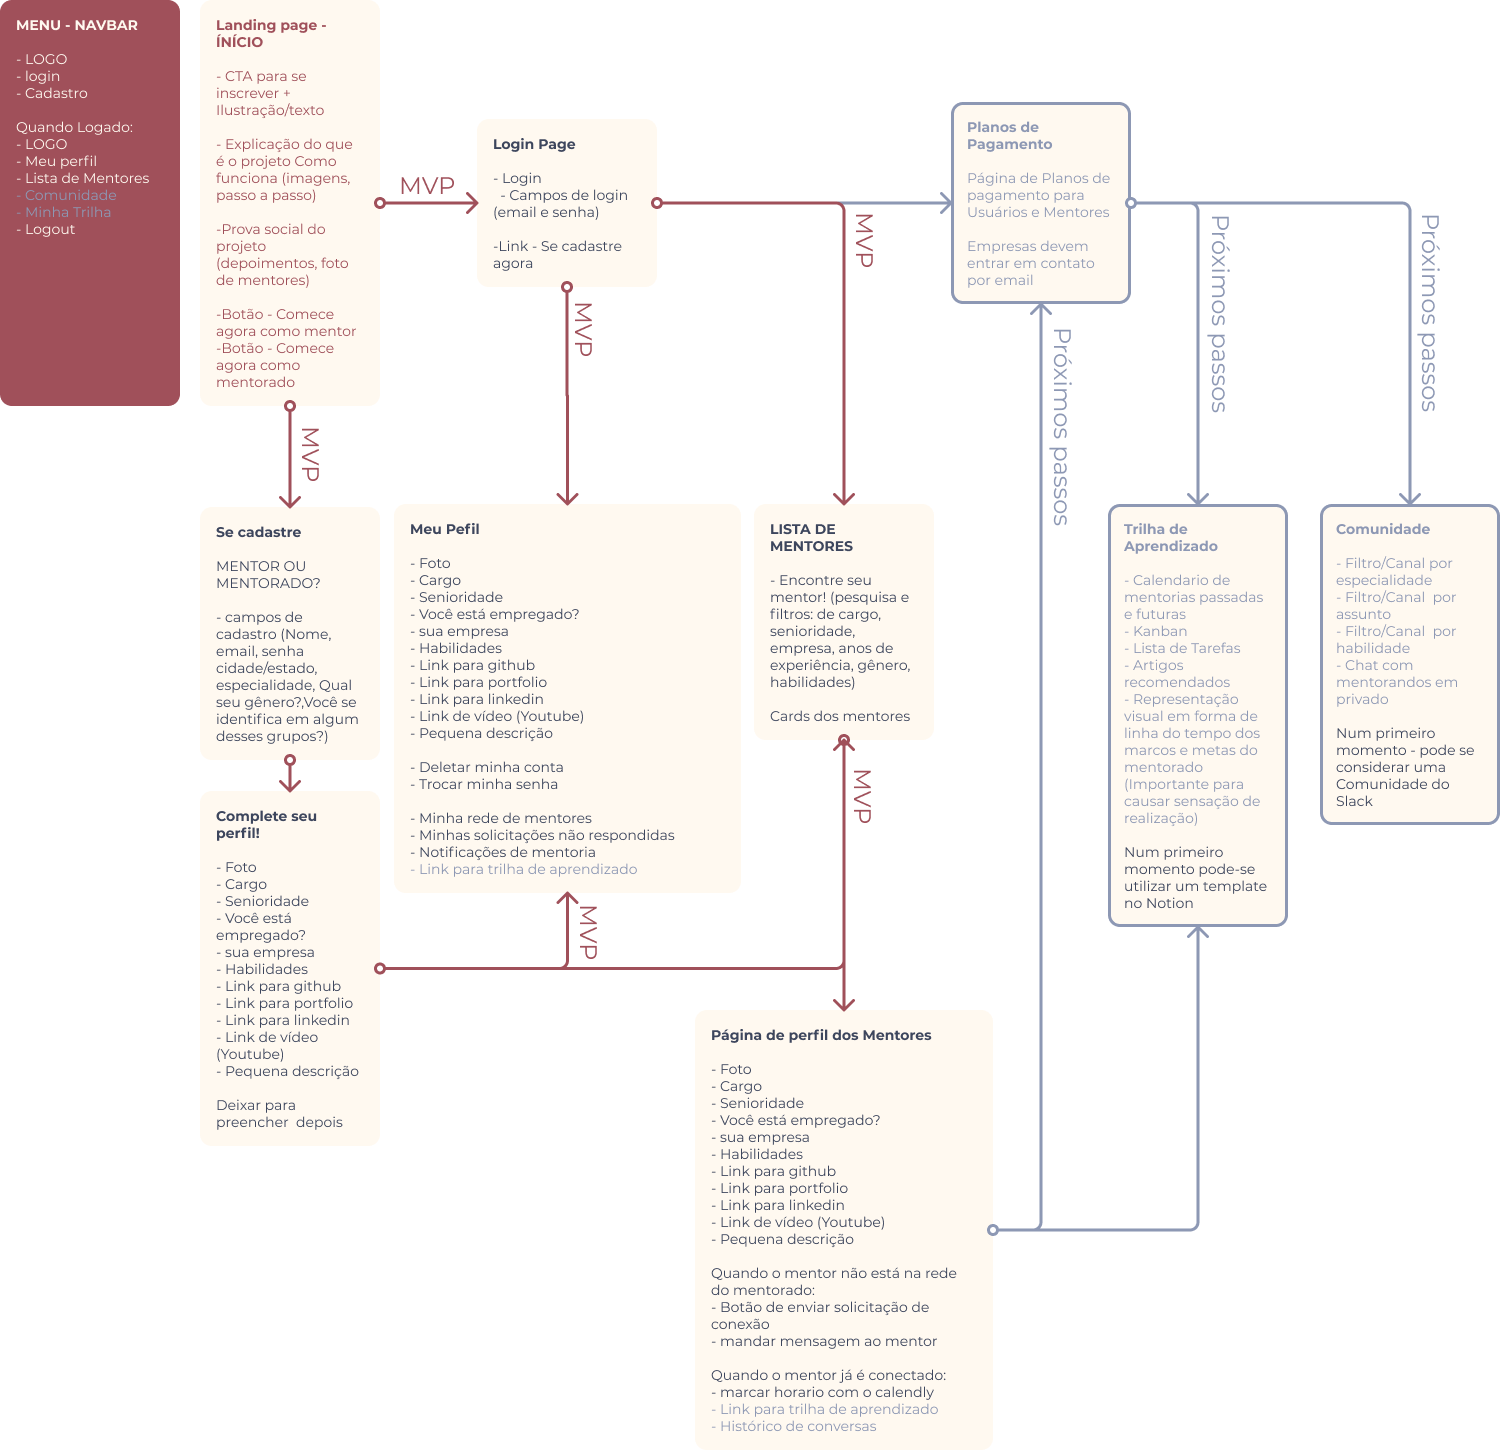 MENU - NAVBAR
- LOGO
- login
- Cadastro
Quando Logado:
- LOGO
- Meu perfil
- Lista de Mentores
- Comunidade
- Minha Trilha
- Logout
Landing page -
ÍNICIO
- CTA para se
inscrever +
Ilustração/texto
- Explicação do que
é o projeto Como
funciona (imagens,
passo a passo)
-Prova social do
projeto
(depoimentos, foto
de mentores)
-Botão - Comece
agora como mentor
-Botão - Comece
agora como
mentorado
MVP
Login Page
- Login
- Campos de login
(email e senha)
-Link - Se cadastre
agora
MVP
MVP
Planos de
Pagamento
Página de Planos de
pagamento para
Usuários e Mentores
Empresas devem
entrar em contato
por email
Próximos passos
Próximos passos
Próximos passos
MVP
Se cadastre
MENTOR OU
MENTORADO?
- campos de
cadastro (Nome,
email, senha
cidade/estado,
especialidade, Qual
seu gênero?,Você se
identifica em algum
desses grupos?)
Meu Pefil
- Foto
- Cargo
- Senioridade
- Você está empregado?
- sua empresa
- Habilidades
- Link para github
- Link para portfolio
- Link para linkedin
- Link de vídeo (Youtube)
- Pequena descrição
- Deletar minha conta
- Trocar minha senha
- Minha rede de mentores
- Minhas solicitações não respondidas
- Notificações de mentoria
- Link para trilha de aprendizado
LISTA DE
MENTORES
- Encontre seu
mentor! (pesquisa e
filtros: de cargo,
senioridade,
empresa, anos de
experiência, gênero,
habilidades)
Cards dos mentores
Trilha de
Aprendizado
- Calendario de
mentorias passadas
e futuras
- Kanban
- Lista de Tarefas
- Artigos
recomendados
- Representação
visual em forma de
linha do tempo dos
marcos e metas do
mentorado
(Importante para
causar sensação de
realização)
Num primeiro
momento pode-se
utilizar um template
no Notion
Comunidade
- Filtro/Canal por
especialidade
- Filtro/Canal  por
assunto
- Filtro/Canal  por
habilidade
- Chat com
mentorandos em
privado
Num primeiro
momento - pode se
considerar uma
Comunidade do
Slack
MVP
MVP
Complete seu
perfil!
- Foto
- Cargo
- Senioridade
- Você está
empregado?
- sua empresa
- Habilidades
- Link para github
- Link para portfolio
- Link para linkedin
- Link de vídeo
(Youtube)
- Pequena descrição
Deixar para
preencher  depois
Página de perfil dos Mentores
- Foto
- Cargo
- Senioridade
- Você está empregado?
- sua empresa
- Habilidades
- Link para github
- Link para portfolio
- Link para linkedin
- Link de vídeo (Youtube)
- Pequena descrição
Quando o mentor não está na rede
do mentorado:
- Botão de enviar solicitação de
conexão
- mandar mensagem ao mentor
Quando o mentor já é conectado:
- marcar horario com o calendly
- Link para trilha de aprendizado
- Histórico de conversas